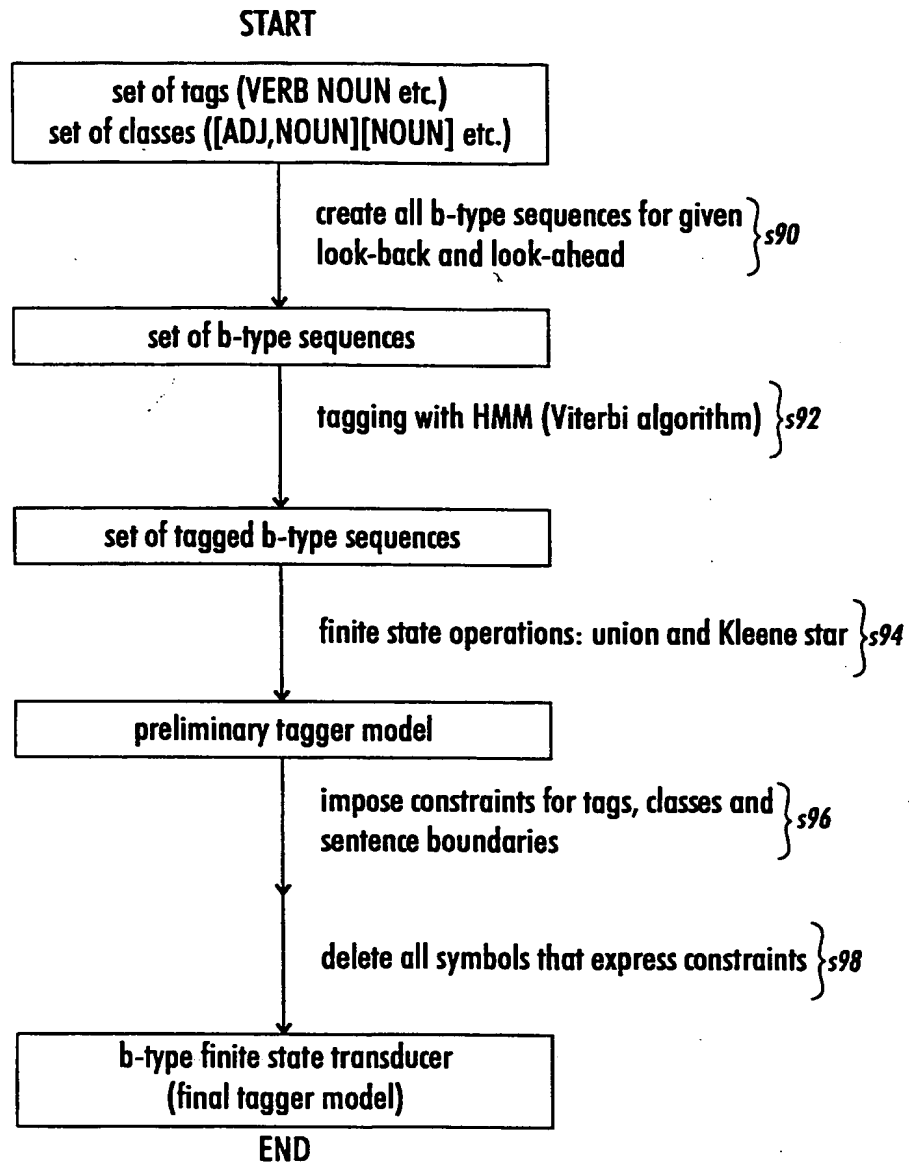 START
set of tags (VERB NOUN etc.)
set of classes ([ADJ,NOUN][NOUN] etc.)
create all b-type sequences for given
look-back and look-ahead
s90
set of b-type sequences
tagging with HMM (Viterbi algorithm)
s92
set of tagged b-type sequences
finite state operations: union and Kleene star
s94
preliminary tagger model
impose constraints for tags, classes and
sentence boundaries
s96
delete all symbols that express constraints
s98
b-type finite state transducer
(final tagger model)
END